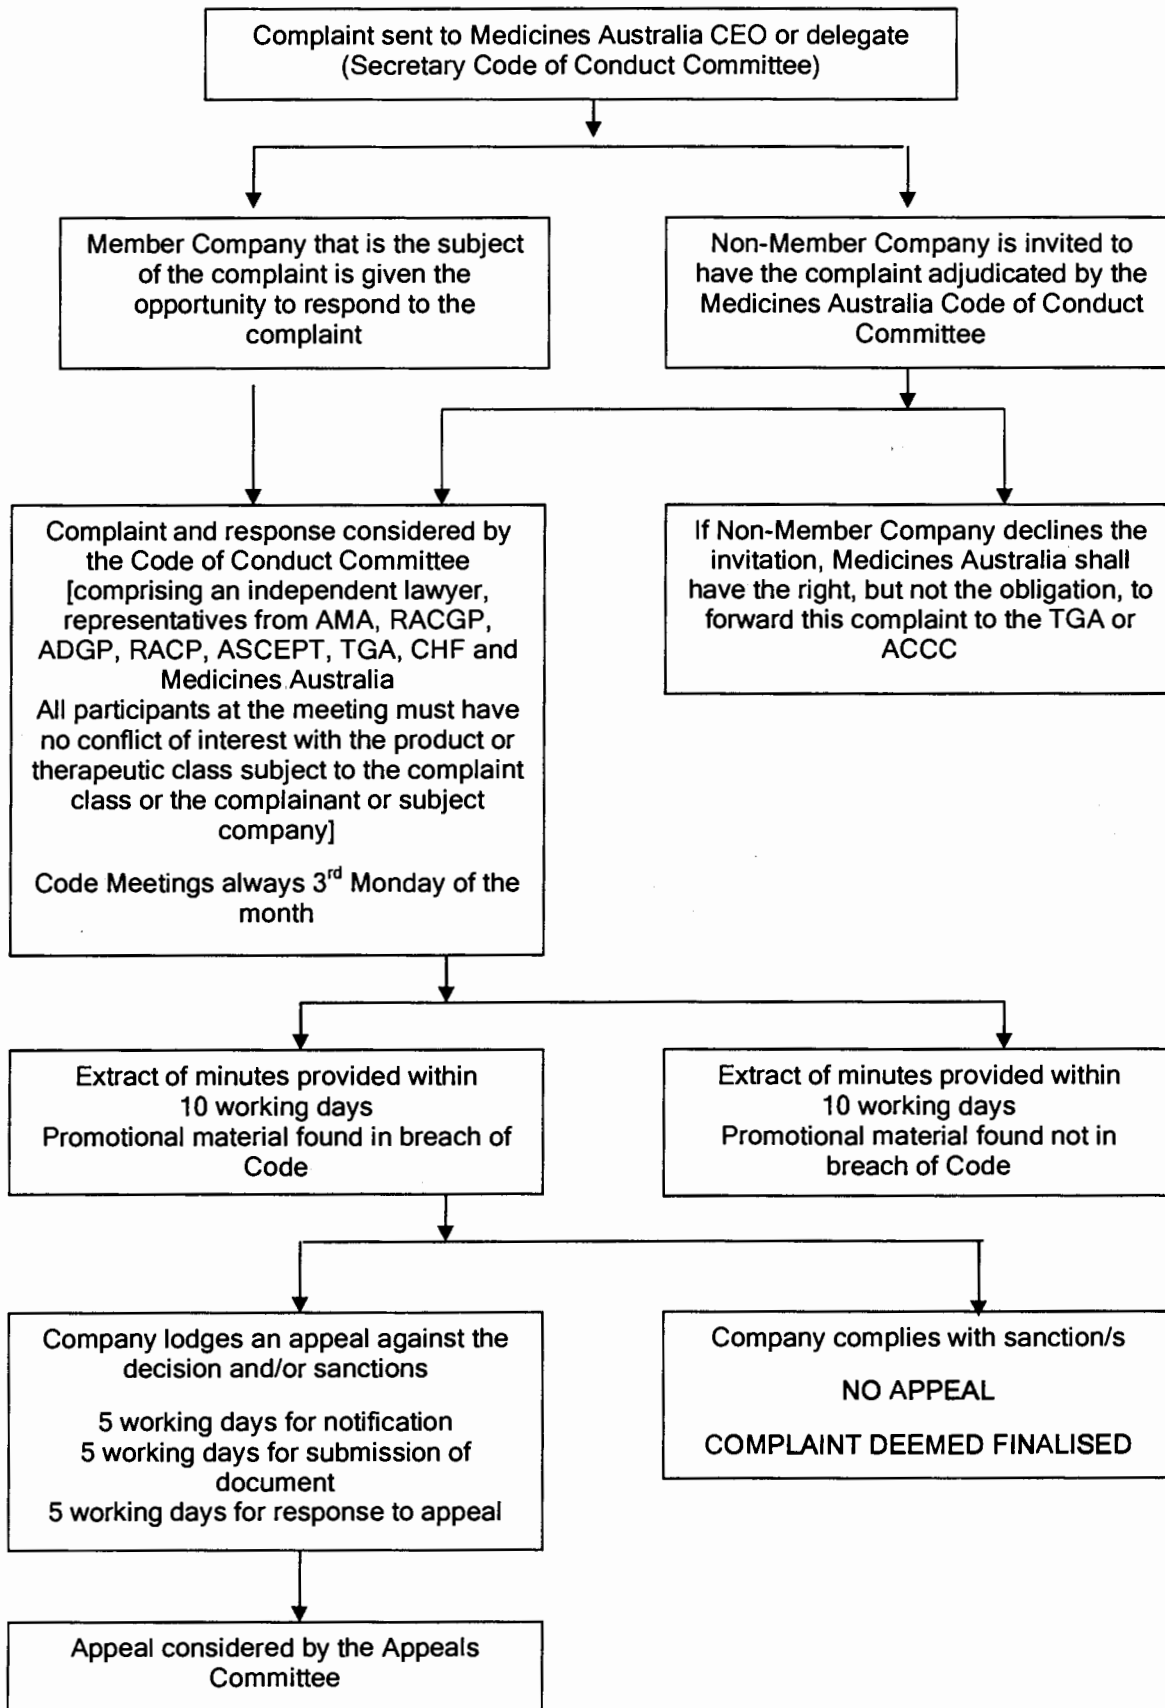 Complaint sent to Medicines Australia CEO or delegate
(Secretary Code of Conduct Committee)
Member Company that is the subject
of the complaint is given the
opportunity to respond to the
complaint
Non-Member Company is invited to
have the complaint adjudicated by the
Medicines Australia Code of Conduct
Committee
Complaint and response considered by
the Code of Conduct Committee
[comprising an independent lawyer,
representatives from AMA, RACGP,
ADGP, RACP, ASCEPT, TGA, CHF and
Medicines Australia
All participants at the meeting must have
no conflict of interest with the product or
therapeutic class subject to the complaint
class or the complainant or subject
company]
Code Meetings always 3rd Monday of the
month
If Non-Member Company declines the
invitation, Medicines Australia shall
have the right, but not the obligation, to
forward this complaint to the TGA or
ACCC
Extract of minutes provided within
10 working days
Promotional material found in breach of
Code
Extract of minutes provided within
10 working days
Promotional material found not in
breach of Code
Company lodges an appeal against the
decision and/or sanctions
5 working days for notification
5 working days for submission of
document
5 working days for response to appeal
Company complies with sanction/s
NO APPEAL
COMPLAINT DEEMED FINALISED
Appeal considered by the Appeals
Committee